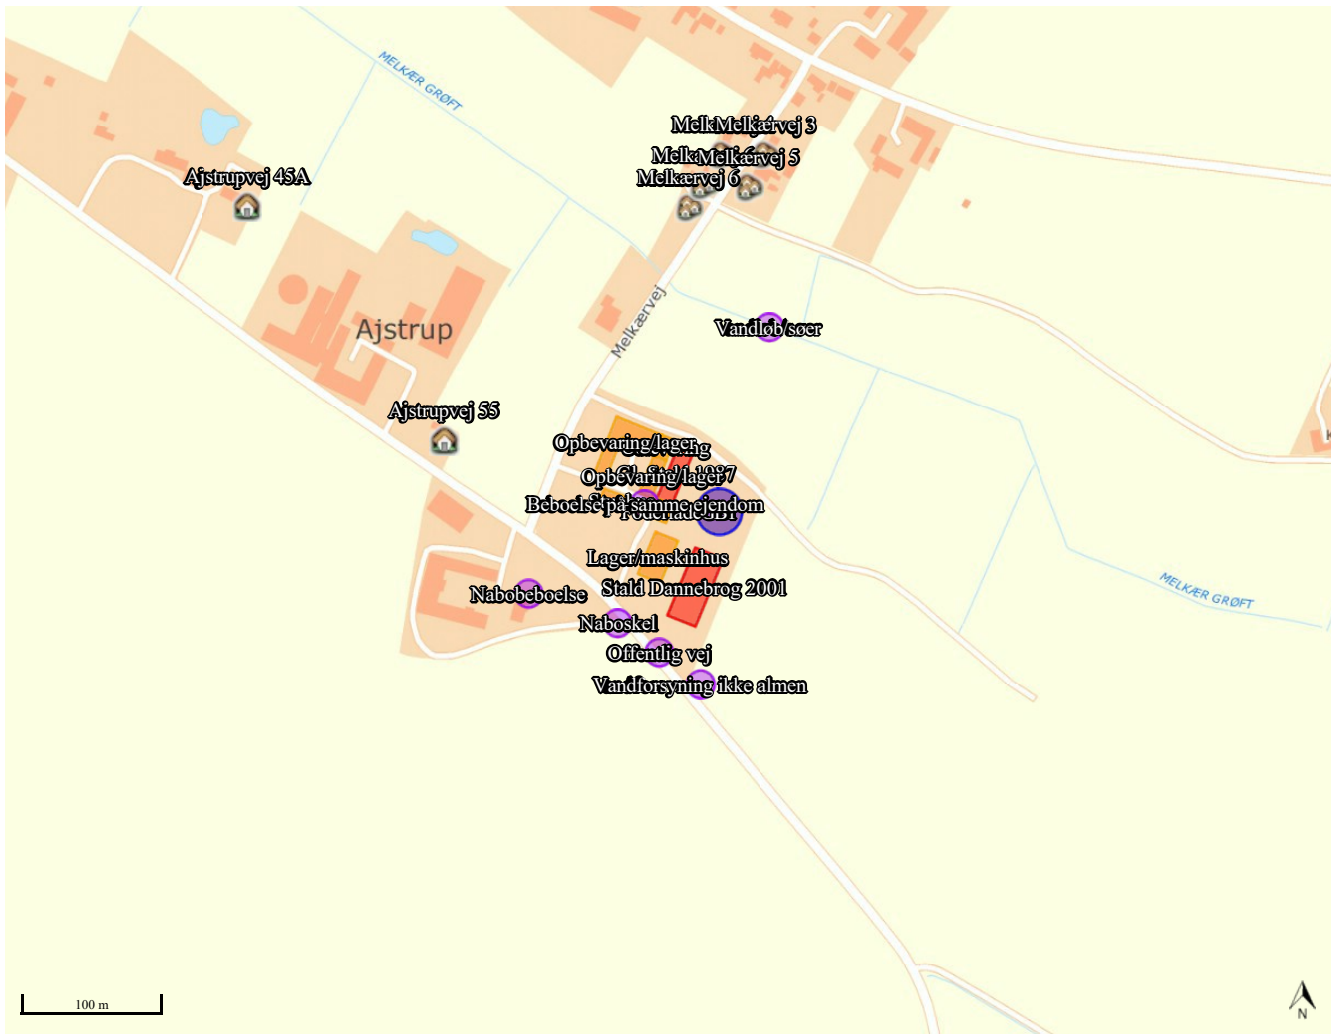 MELKÆR GRØFT
Melkærvej 3
Melkærvej 5
Ajstrupvej 45A
Melkærvej 6
Melkærvej
Vandløb/søer
Ajstrup
Ajstrupvej 55
Opbevaring/lager
Opbevaring/lager
1987
Beboelse på samme ejendom
Lager/maskinhus
Stald Dannebrog 2001
Nabobeboelse
Naboskel
Offentlig vej
Vandforsyning ikke almen
MELKÆR GRØFT
K
100 m
N